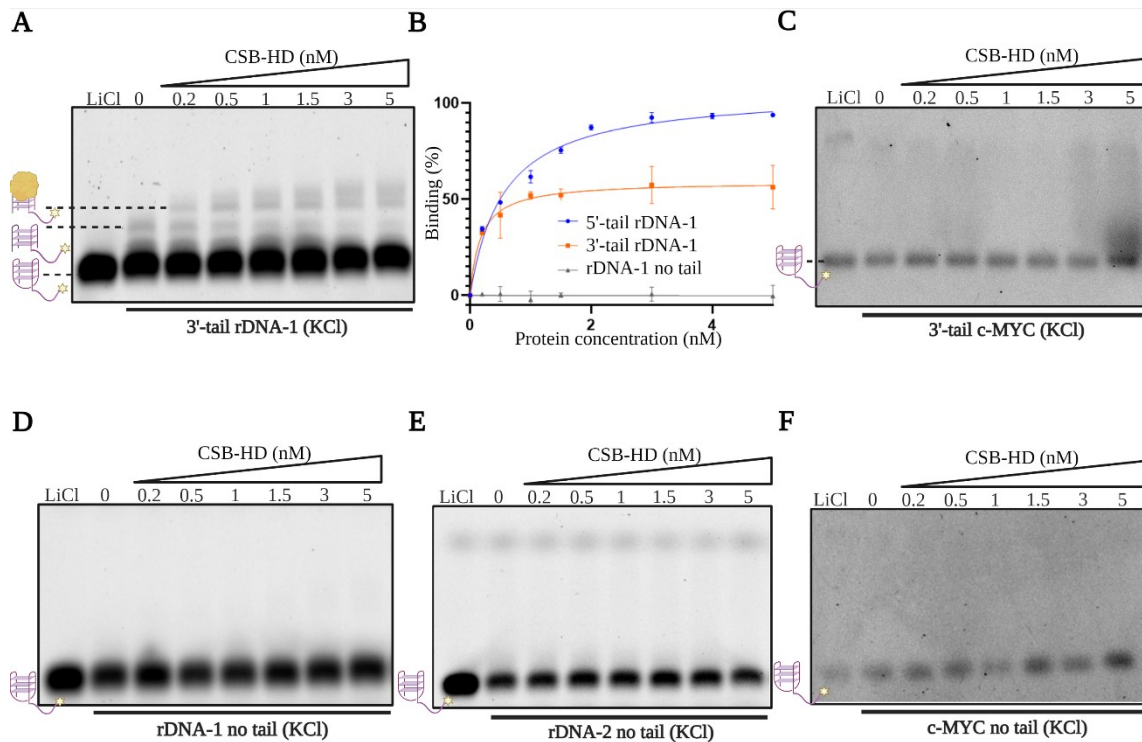 A
CSB-HD (nM)
LiCl 0 0.2 0.5 1 1.5 3 5
3'-tail rDNA-1 (KCl)
B
Binding (%)
100
50
0
5'-tail rDNA-1
3'-tail rDNA-1
rDNA-1 no tail
0 2 4
Protein concentration (nM)
C
CSB-HD (nM)
LiCl 0 0.2 0.5 1 1.5 3 5
3'-tail c-MYC (KCl)
D
CSB-HD (nM)
LiCl 0 0.2 0.5 1 1.5 3 5
rDNA-1 no tail (KCl)
E
CSB-HD (nM)
LiCl 0 0.2 0.5 1 1.5 3 5
rDNA-2 no tail (KCl)
F
CSB-HD (nM)
LiCl 0 0.2 0.5 1 1.5 3 5
c-MYC no tail (KCl)